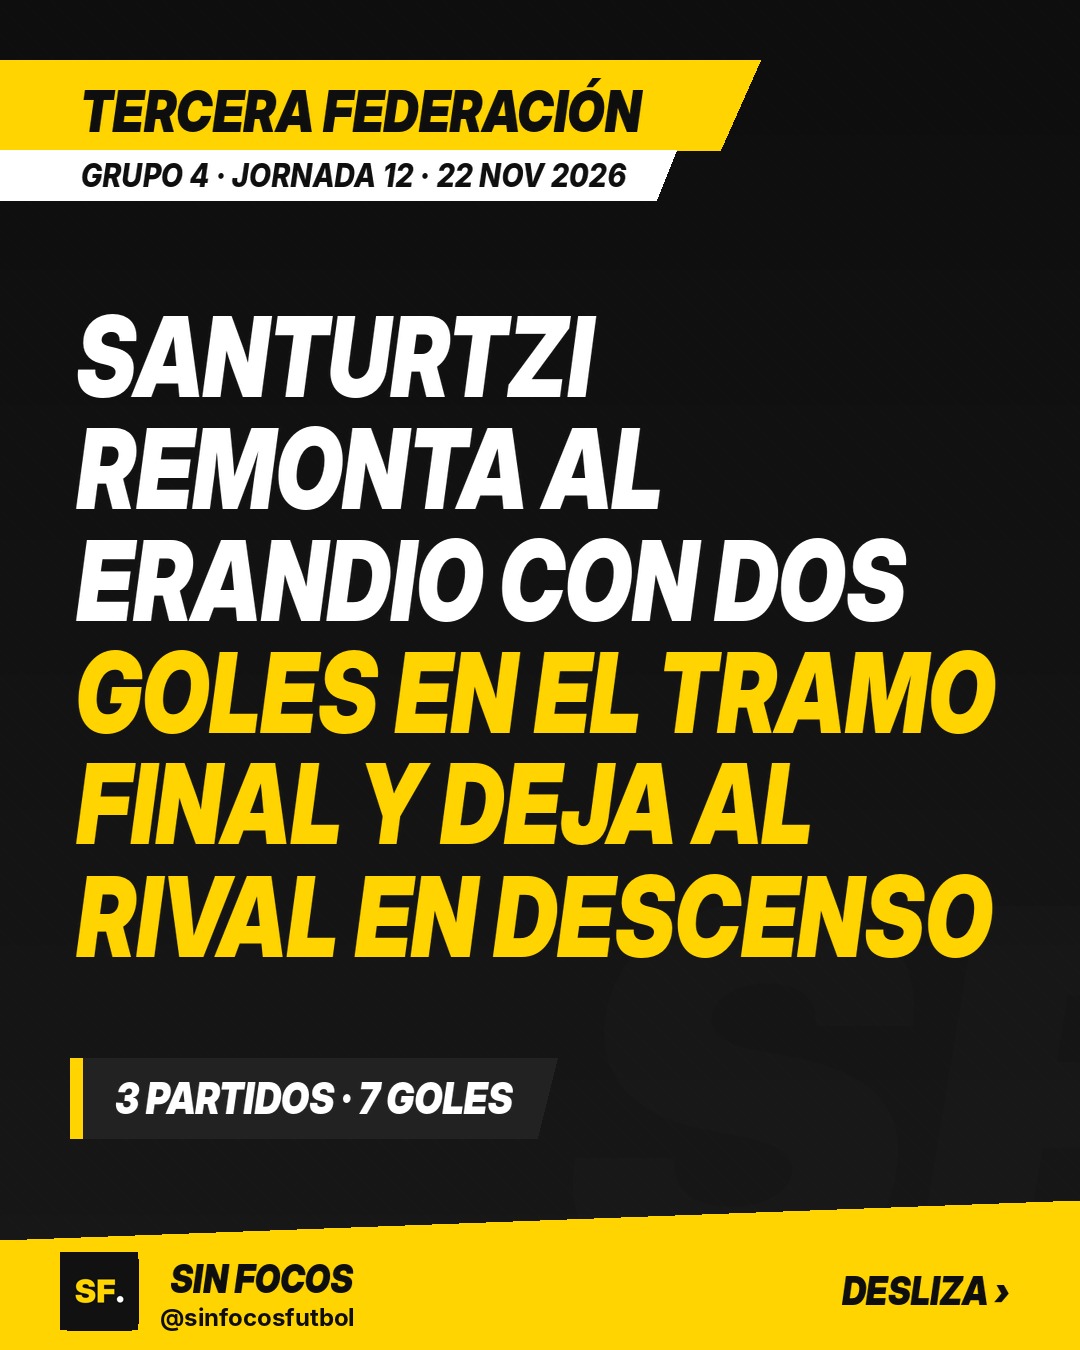 TERCERA FEDERACIÓN
GRUPO 4 · JORNADA 12 · 22 NOV 2026
SANTURTZI
REMONTA AL
ERANDIO CON DOS
GOLES EN EL TRAMO
FINAL Y DEJA AL
RIVAL EN DESCENSO
3 PARTIDOS · 7 GOLES
SF
SF.
SIN FOCOS
@sinfocosfutbol
DESLIZA ›